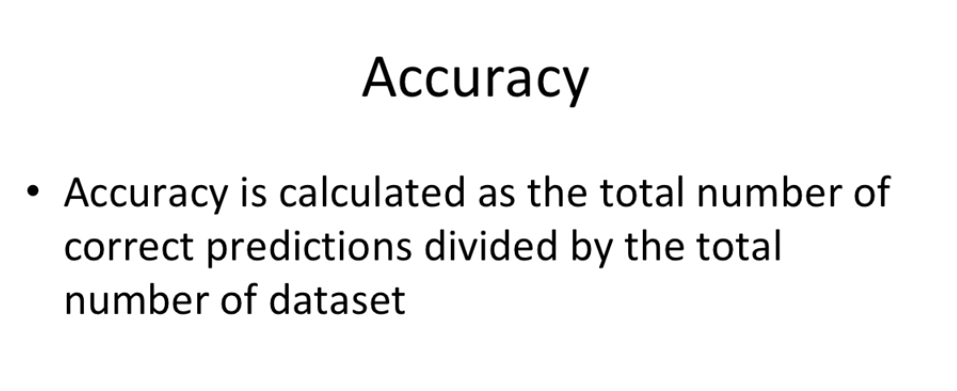 Accuracy
• Accuracy is calculated as the total number of
correct predictions divided by the total
number of dataset